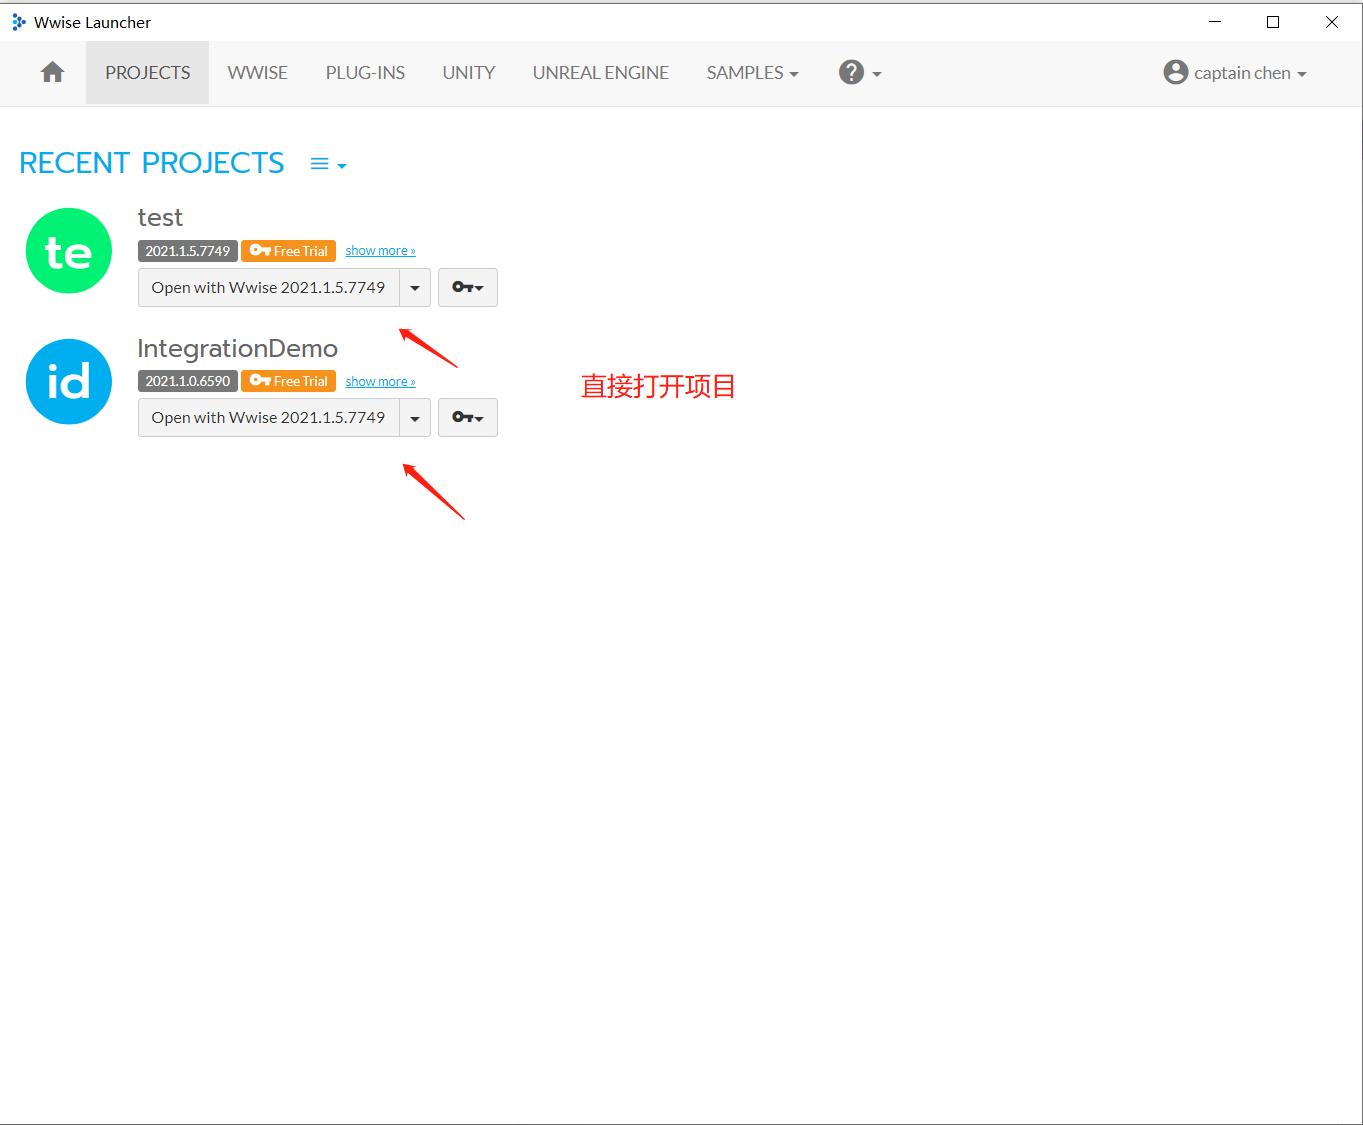 Wwise Launcher
PROJECTS WWISE PLUG-INS UNITY UNREAL ENGINE SAMPLES ? captain chen
RECENT PROJECTS
te
test
2021.1.5.7749 Free Trial show more »
Open with Wwise 2021.1.5.7749
id
IntegrationDemo
2021.1.0.6590 Free Trial show more »
直接打开项目
Open with Wwise 2021.1.5.7749